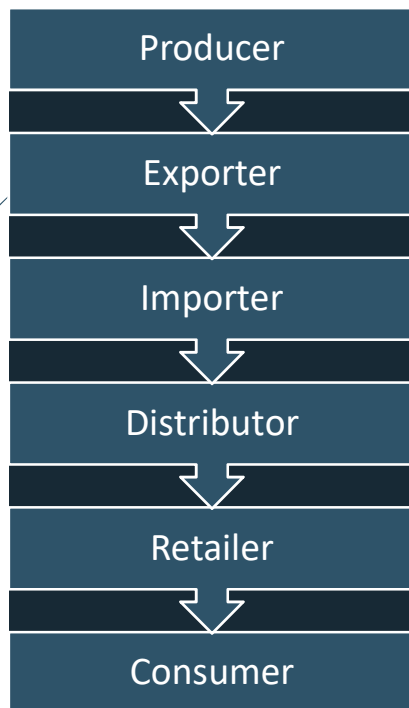 Producer
Exporter
Importer
Distributor
Retailer
Consumer